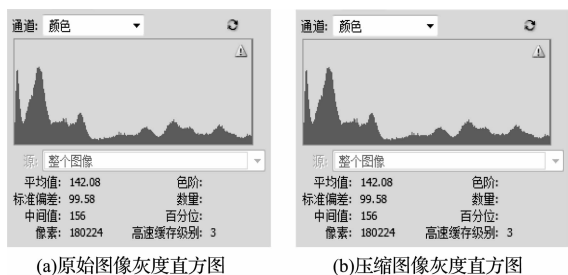 通道: 颜色
通道: 颜色
源: 整个图像
源: 整个图像
平均值: 142.08 色阶:
标准偏差: 99.58 数量:
中间值: 156 百分位:
像素: 180224 高速缓存级别: 3
平均值: 142.08 色阶:
标准偏差: 99.58 数量:
中间值: 156 百分位:
像素: 180224 高速缓存级别: 3
(a)原始图像灰度直方图
(b)压缩图像灰度直方图